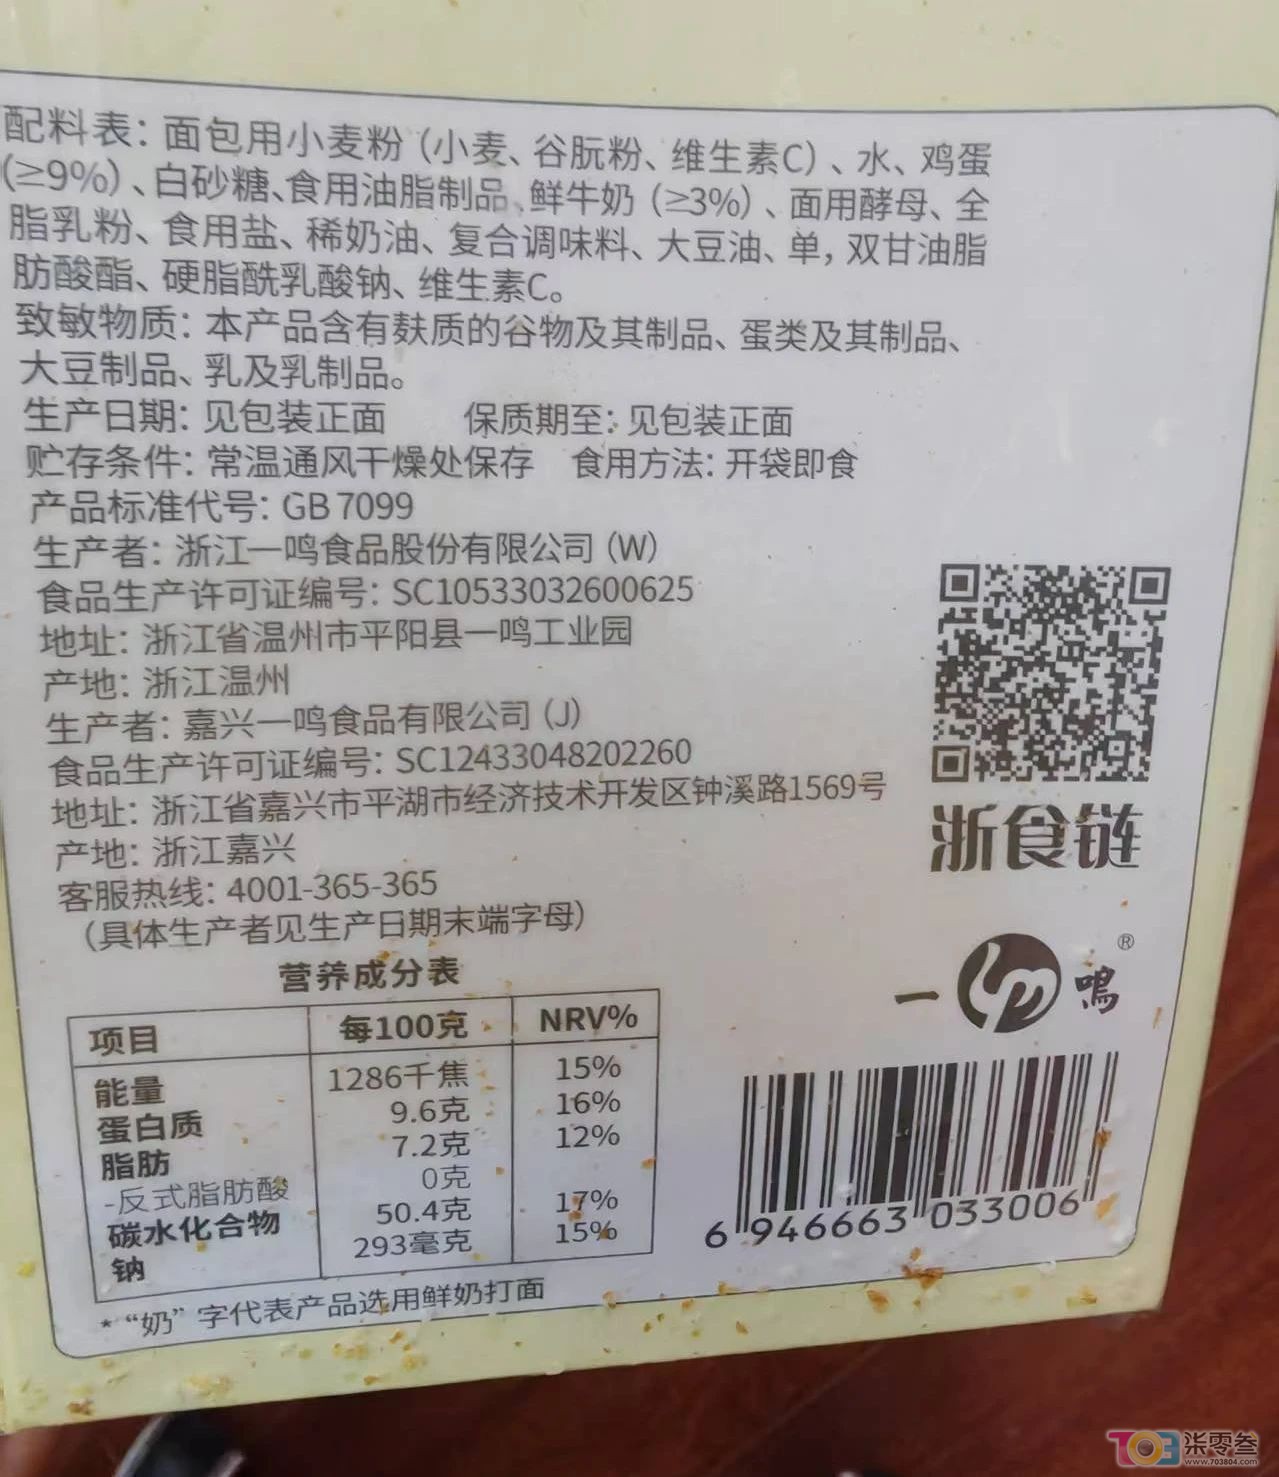 配料表：面包用小麦粉（小麦、谷朊粉、维生素C）、水、鸡蛋
（≥9%）、白砂糖、食用油脂制品、鲜牛奶（≥3%）、面用酵母、全
脂乳粉、食用盐、稀奶油、复合调味料、大豆油、单，双甘油脂
肪酸酯、硬脂酰乳酸钠、维生素C。
致敏物质：本产品含有麸质的谷物及其制品、蛋类及其制品、
大豆制品、乳及乳制品。
生产日期：见包装正面 保质期至：见包装正面
贮存条件：常温通风干燥处保存 食用方法：开袋即食
产品标准代号：GB 7099
生产者：浙江一鸣食品股份有限公司（W）
食品生产许可证编号：SC10533032600625
地址：浙江省温州市平阳县一鸣工业园
产地：浙江温州
生产者：嘉兴一鸣食品有限公司（J）
食品生产许可证编号：SC12433048202260
地址：浙江省嘉兴市平湖市经济技术开发区钟溪路1569号
产地：浙江嘉兴
客服热线：4001-365-365
（具体生产者见生产日期末端字母）
浙食链
一鸣®
营养成分表
项目 每100克 NRV%
能量 1286千焦 15%
蛋白质 9.6克 16%
脂肪 7.2克 12%
-反式脂肪酸 0克
碳水化合物 50.4克 17%
钠 293毫克 15%
*“奶”字代表产品选用鲜奶打面
6 946663 033006
703 柒零叁
www.703804.com